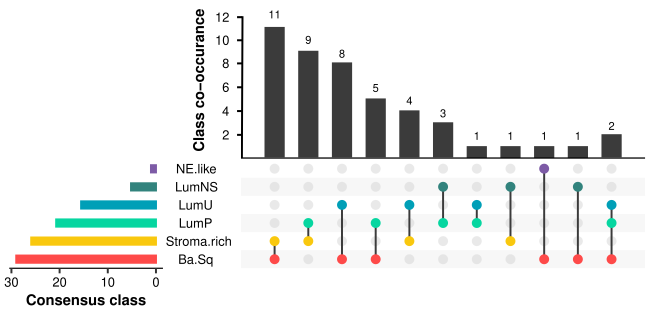 Class co-occurance
12
10
8
6
4
2
11
9
8
5
4
3
1
1
1
1
2
NE.like
LumNS
LumU
LumP
Stroma.rich
Ba.Sq
30
20
10
0
Consensus class